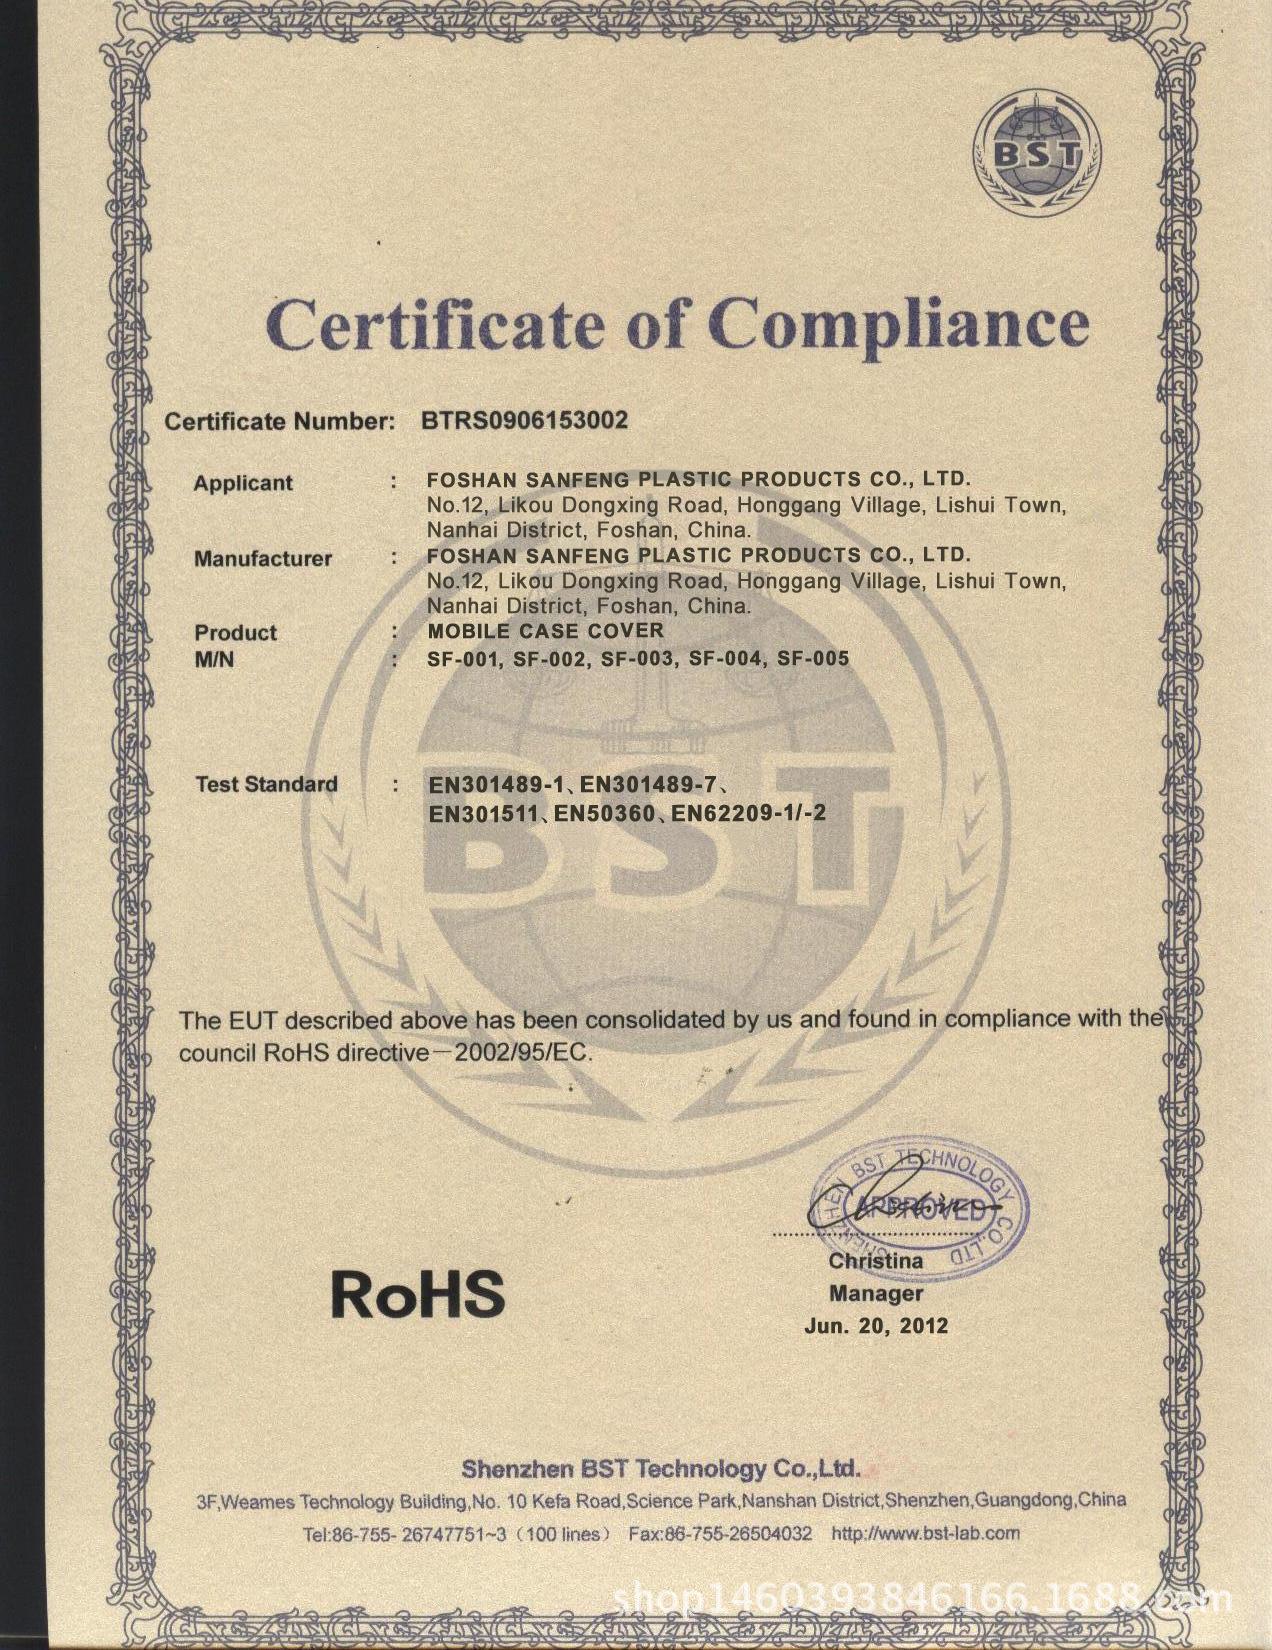 BST
Certificate of Compliance
Certificate Number: BTRS0906153002
Applicant : FOSHAN SANFENG PLASTIC PRODUCTS CO., LTD.
No.12, Likou Dongxing Road, Honggang Village, Lishui Town,
Nanhai District, Foshan, China.
Manufacturer : FOSHAN SANFENG PLASTIC PRODUCTS CO., LTD.
No.12, Likou Dongxing Road, Honggang Village, Lishui Town,
Nanhai District, Foshan, China.
Product : MOBILE CASE COVER
M/N : SF-001, SF-002, SF-003, SF-004, SF-005
BST
Test Standard : EN301489-1、EN301489-7、
EN301511、EN50360、EN62209-1/-2
The EUT described above has been consolidated by us and found in compliance with the
council RoHS directive－2002/95/EC.
SHENZHEN BST TECHNOLOGY CO.,LTD
APPROVED
Christina
Manager
Jun. 20, 2012
RoHS
Shenzhen BST Technology Co.,Ltd.
3F,Weames Technology Building,No. 10 Kefa Road,Science Park,Nanshan District,Shenzhen,Guangdong,China
Tel:86-755- 26747751~3（100 lines） Fax:86-755-26504032 http://www.bst-lab.com
shop1460393846166.1688.com